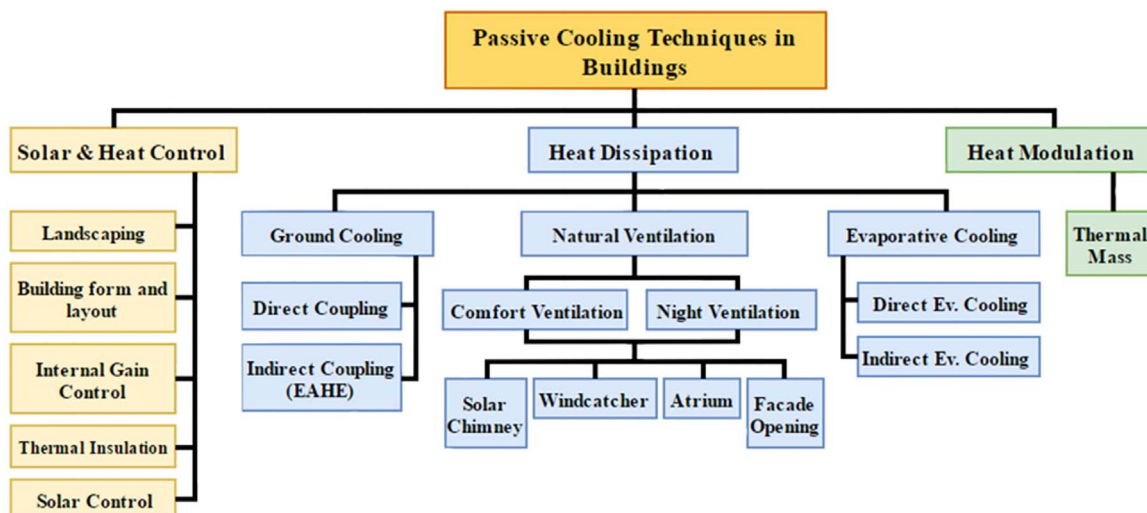 Passive Cooling Techniques in
Buildings
Solar & Heat Control
Heat Dissipation
Heat Modulation
Landscaping
Building form and
layout
Internal Gain
Control
Thermal Insulation
Solar Control
Ground Cooling
Direct Coupling
Indirect Coupling
(EAHE)
Natural Ventilation
Comfort Ventilation
Night Ventilation
Solar
Chimney
Windcatcher
Atrium
Facade
Opening
Evaporative Cooling
Direct Ev. Cooling
Indirect Ev. Cooling
Thermal
Mass